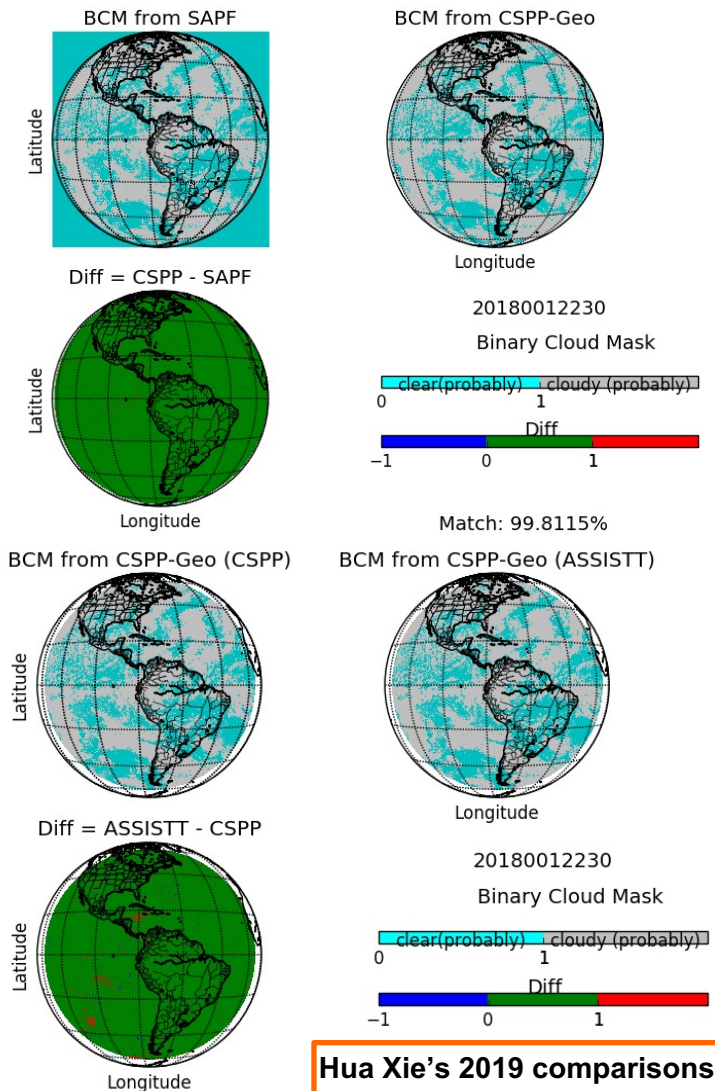 BCM from SAPF
BCM from CSPP-Geo
Latitude
Longitude
Diff = CSPP - SAPF
Latitude
Longitude
20180012230
Binary Cloud Mask
clear(probably) cloudy (probably)
0 1
Diff
−1 0 1
Match: 99.8115%
BCM from CSPP-Geo (CSPP)
BCM from CSPP-Geo (ASSISTT)
Latitude
Longitude
Diff = ASSISTT - CSPP
Latitude
Longitude
20180012230
Binary Cloud Mask
clear(probably) cloudy (probably)
0 1
Diff
−1 0 1
Hua Xie’s 2019 comparisons